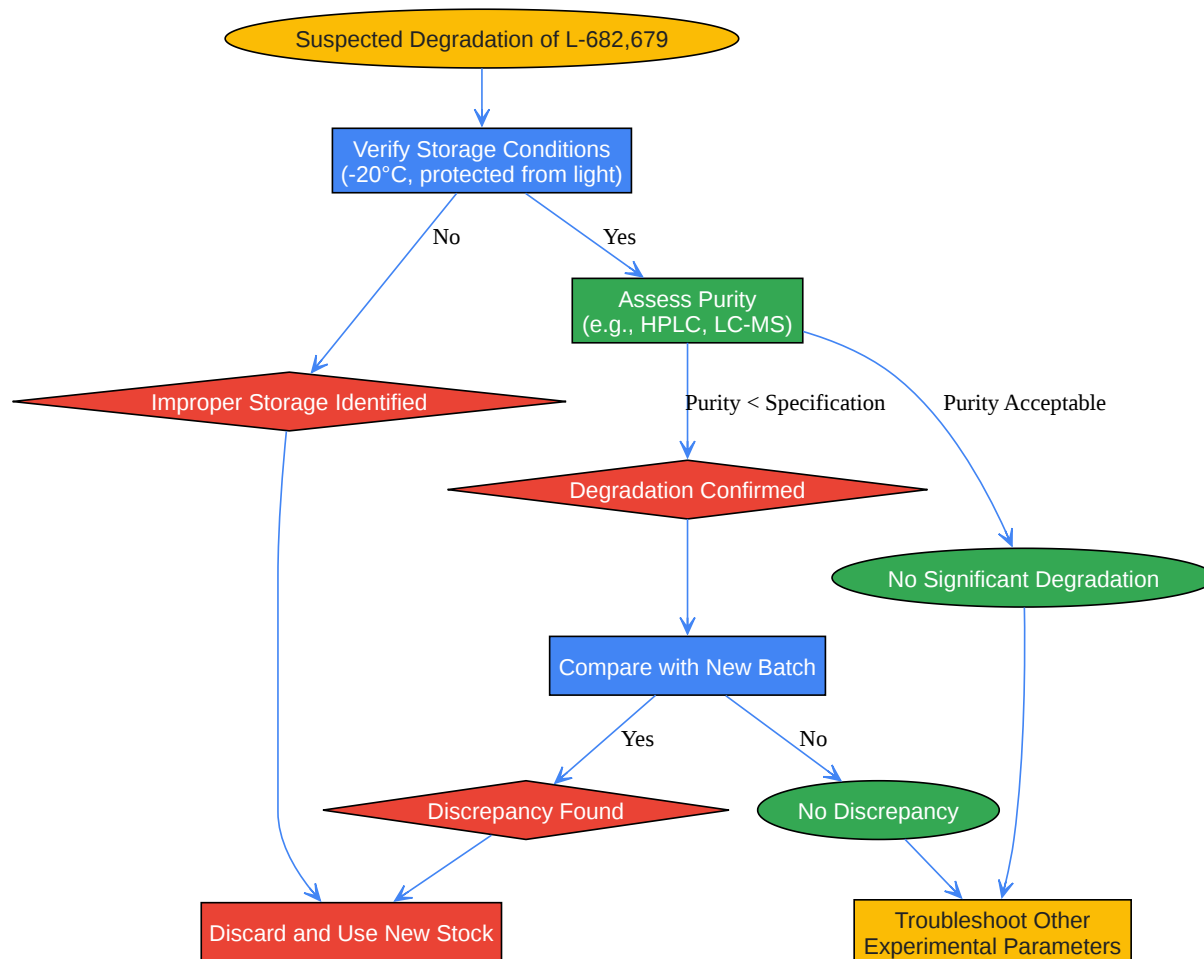 Suspected Degradation of L-682,679
Verify Storage Conditions
(-20°C, protected from light)
No
Yes
Assess Purity
(e.g., HPLC, LC-MS)
Improper Storage Identified
Purity < Specification
Purity Acceptable
Degradation Confirmed
No Significant Degradation
Compare with New Batch
Yes
No
Discrepancy Found
No Discrepancy
Discard and Use New Stock
Troubleshoot Other
Experimental Parameters